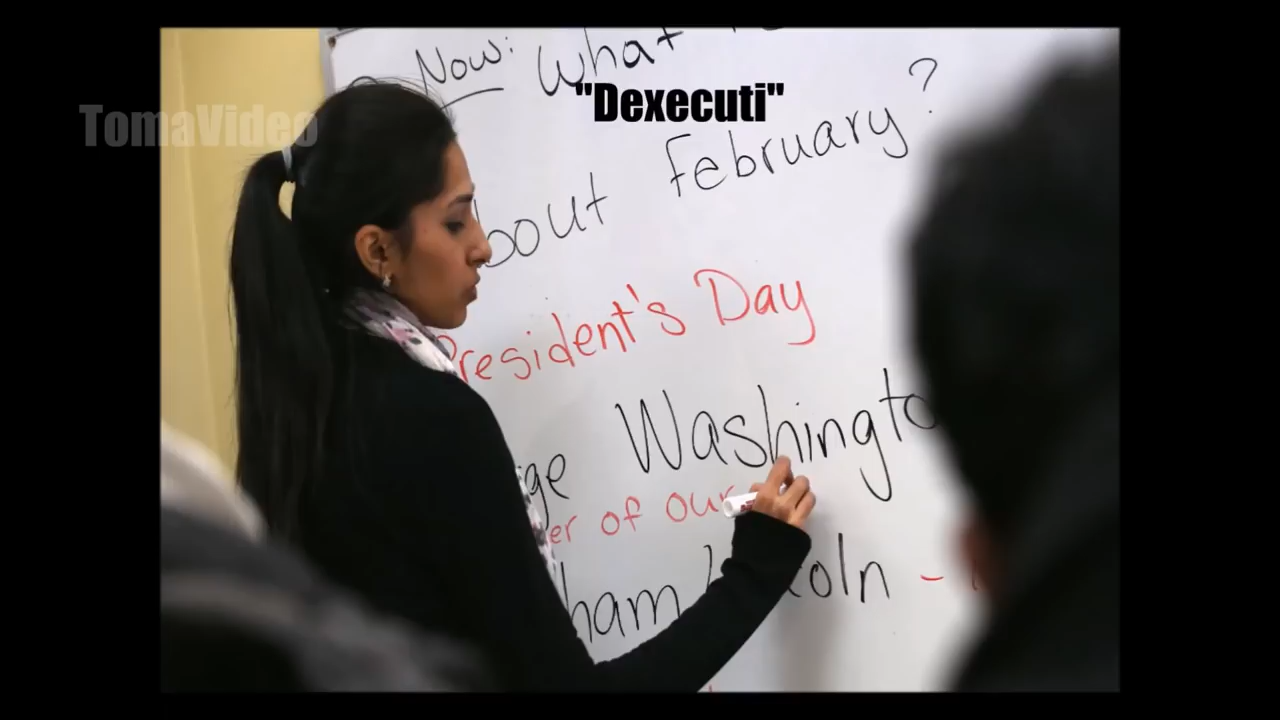 Now: What
"Dexecuti"
TomaVideo
bout February?
President's Day
ge Washingto
er of our
ham coln -